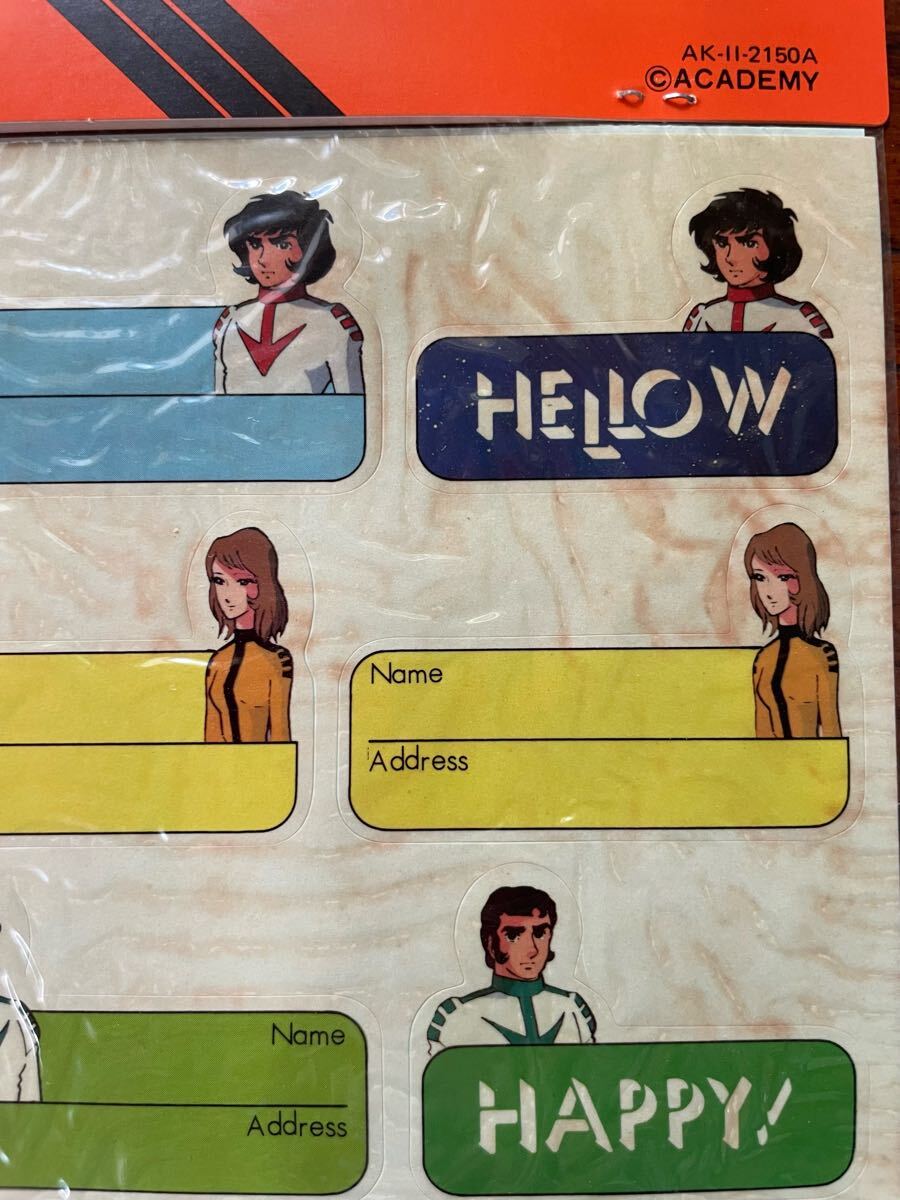 AK-II-2150A
©ACADEMY
HELLOW
Name
Address
Name
Address
HAPPY!